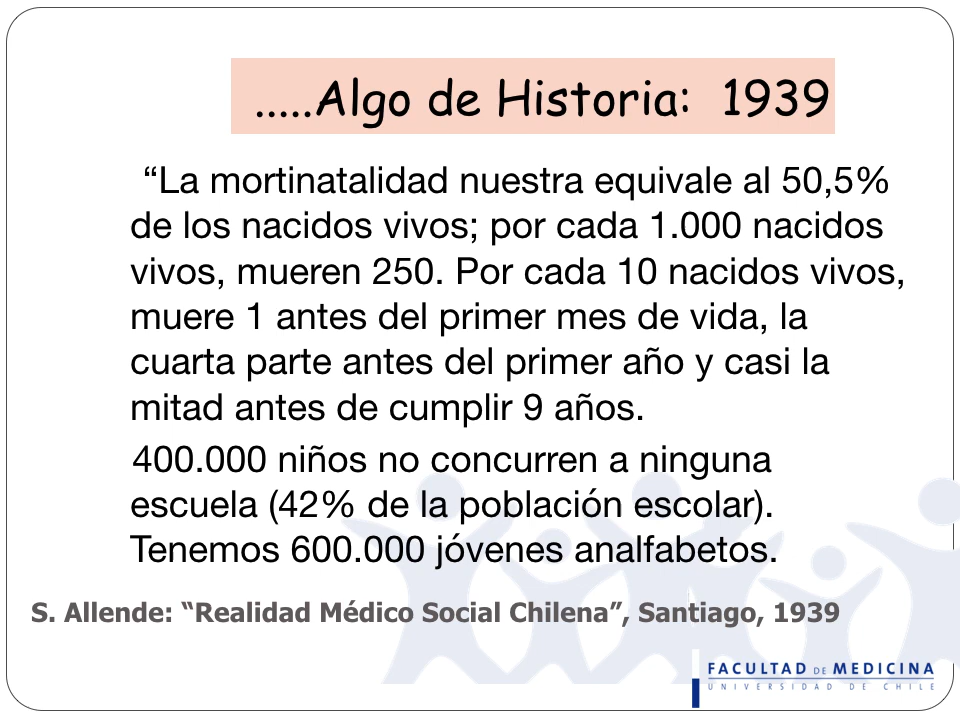 .....Algo de Historia: 1939
“La mortinatalidad nuestra equivale al 50,5%
de los nacidos vivos; por cada 1.000 nacidos
vivos, mueren 250. Por cada 10 nacidos vivos,
muere 1 antes del primer mes de vida, la
cuarta parte antes del primer año y casi la
mitad antes de cumplir 9 años.
400.000 niños no concurren a ninguna
escuela (42% de la población escolar).
Tenemos 600.000 jóvenes analfabetos.
S. Allende: “Realidad Médico Social Chilena”, Santiago, 1939
FACULTAD DE MEDICINA
UNIVERSIDAD DE CHILE